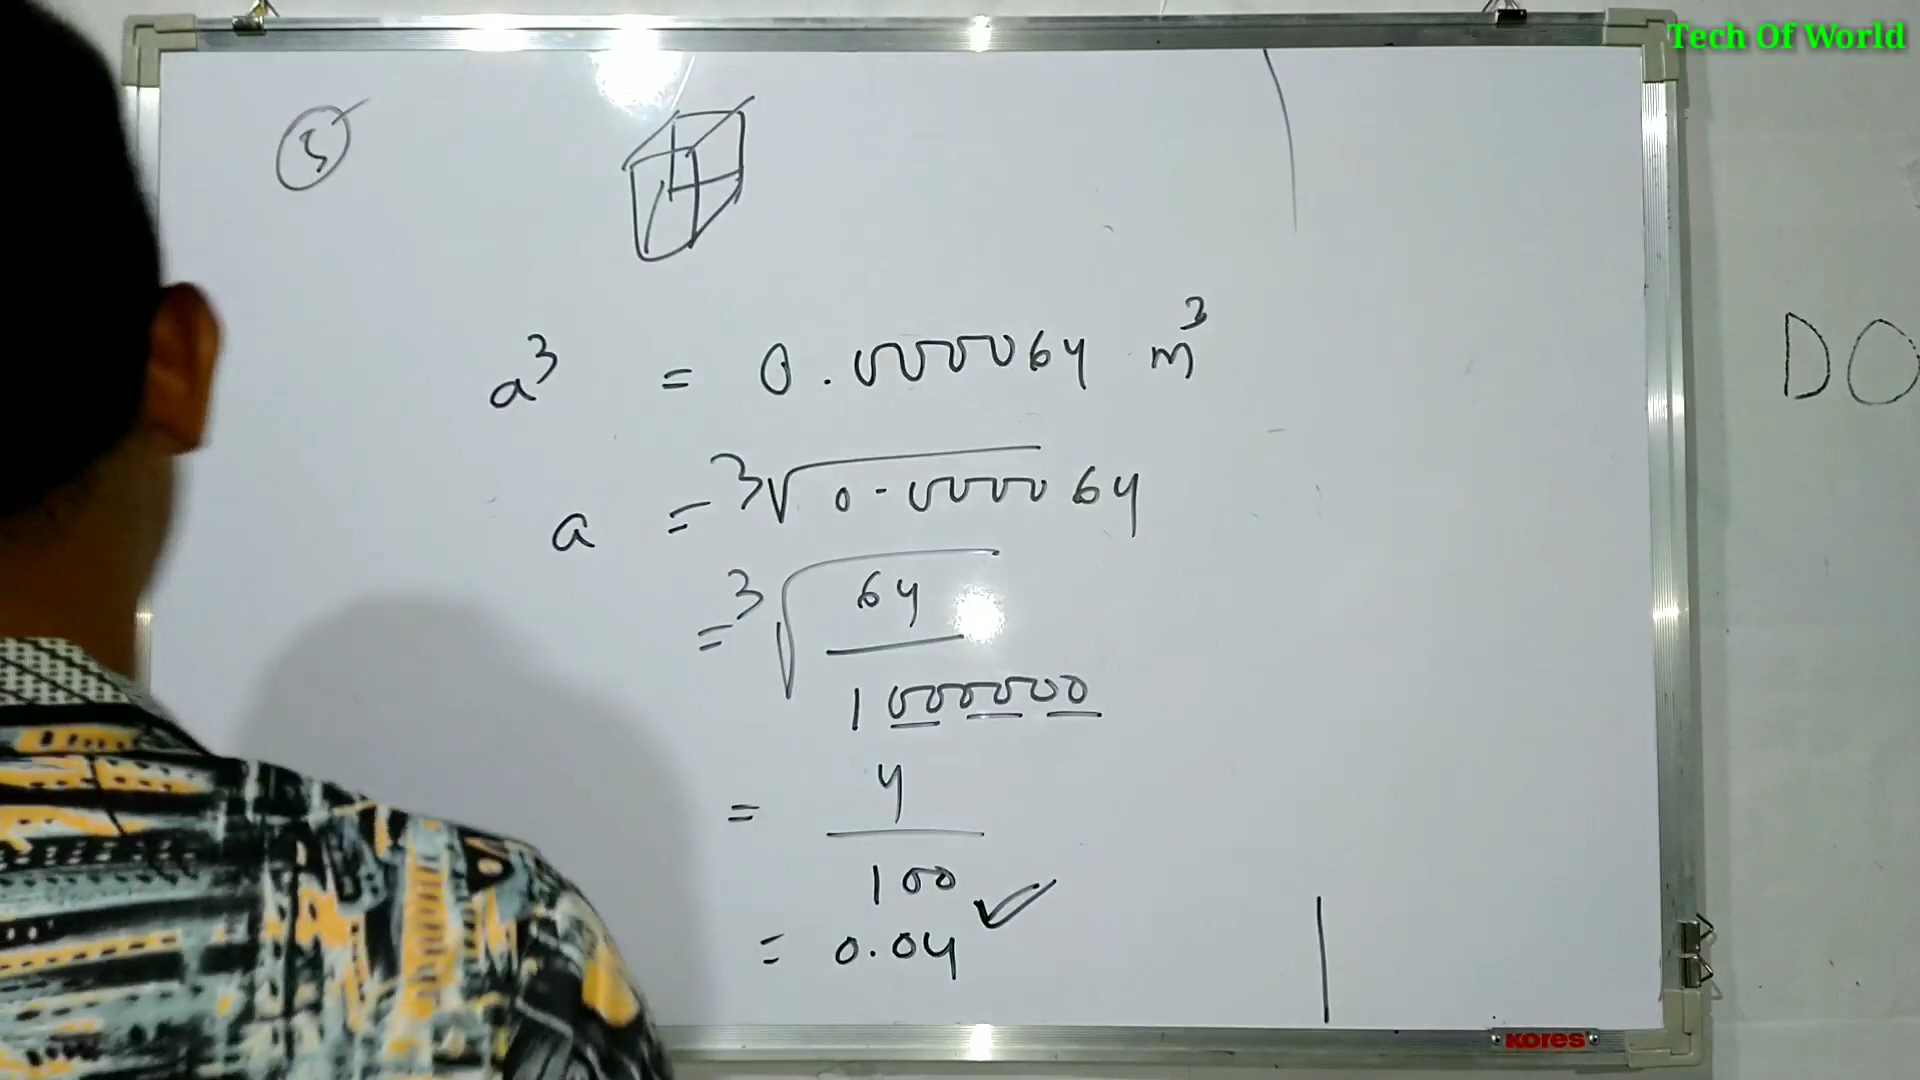 Tech Of World
5
a³ = 0.000064 m³
a = ³√0.000064
= ³√64/1000000
= 4/100
= 0.04 ✓
DO
KORES